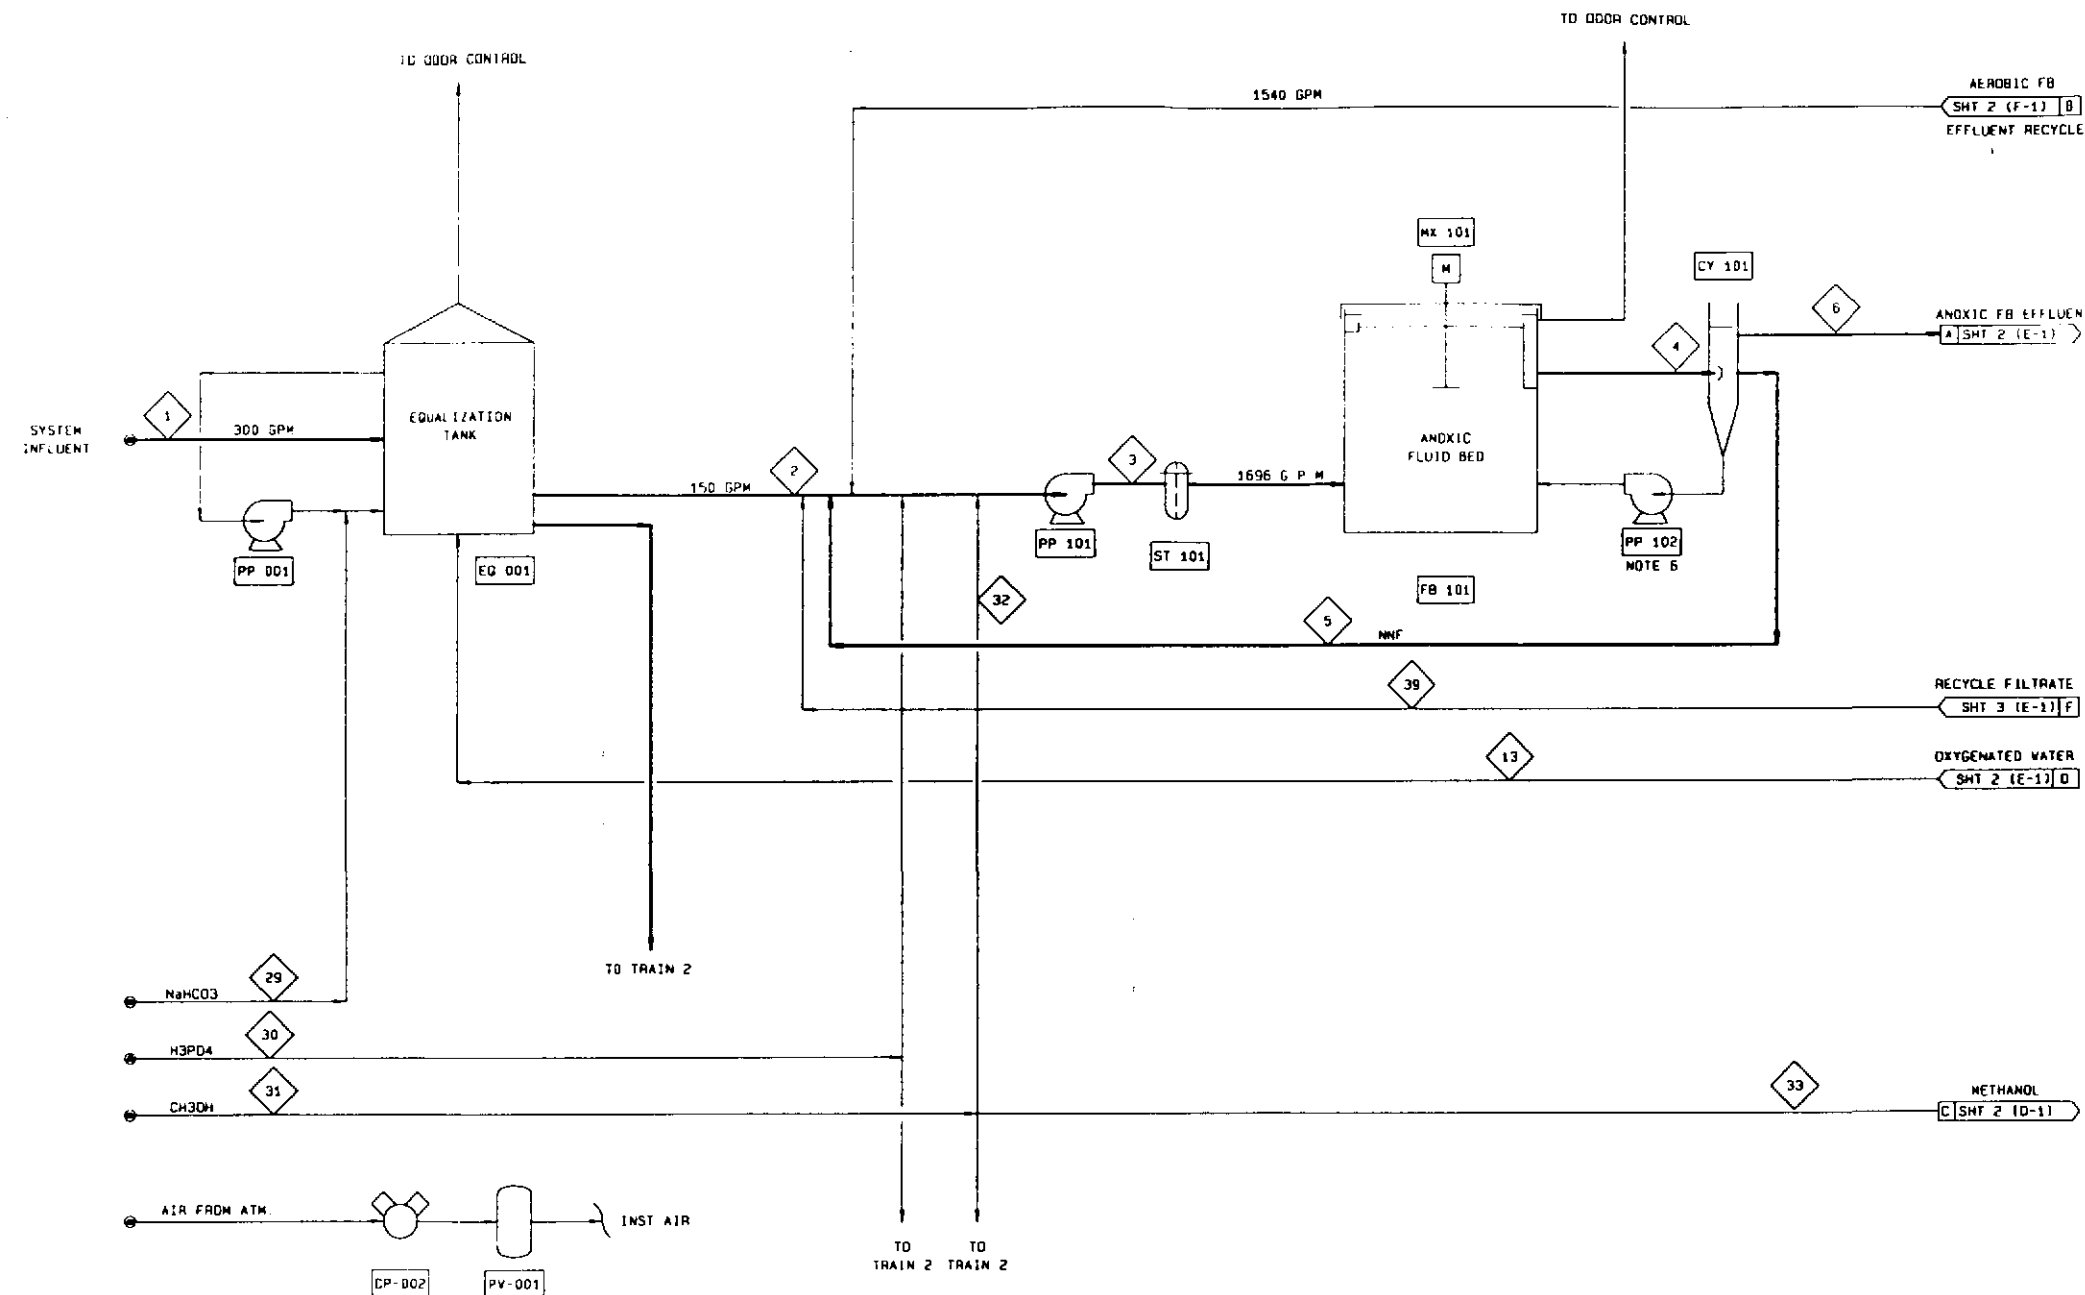 TO ODOR CONTROL
TO ODOR CONTROL
1540 GPM
AEROBIC FB
SHT 2 (F-1) B
EFFLUENT RECYCLE
MX 101
M
CY 101
6
ANOXIC FB EFFLUEN
A SHT 2 (E-1)
4
1
SYSTEM
INFLUENT
300 GPM
EQUALIZATION
TANK
ANOXIC
FLUID BED
2
150 GPM
3
1696 G P M
PP 001
EQ 001
PP 101
ST 101
FB 101
PP 102
NOTE 6
32
5
NNF
39
RECYCLE FILTRATE
SHT 3 (E-1) F
13
OXYGENATED WATER
SHT 2 (E-1) D
TO TRAIN 2
29
NaHCO3
30
H3PO4
31
CH3OH
33
METHANOL
C SHT 2 (D-1)
AIR FROM ATM.
INST AIR
CP-002
PV-001
TO
TRAIN 2
TO
TRAIN 2